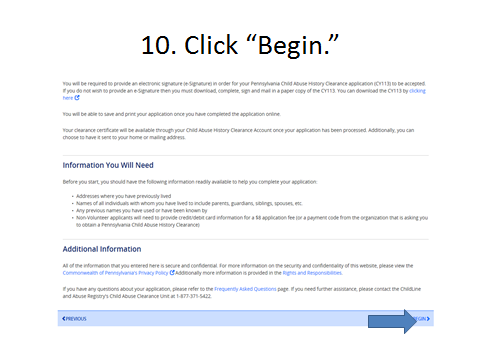 10. Click “Begin.”
You will be required to provide an electronic signature (e-Signature) in order for your Pennsylvania Child Abuse History Clearance application (CY113) to be accepted.
If you do not wish to provide an e-Signature then you must download, complete, sign and mail in a paper copy of the CY113. You can download the CY113 by clicking
here
You will be able to save and print your application once you have completed the application online.
Your clearance certificate will be available through your Child Abuse History Clearance Account once your application has been processed. Additionally, you can
choose to have it sent to your home or mailing address.
Information You Will Need
Before you start, you should have the following information readily available to help you complete your application:
• Addresses where you have previously lived
• Names of all individuals with whom you have lived to include parents, guardians, siblings, spouses, etc.
• Any previous names you have used or have been known by.
• Non-Volunteer applicants will need to provide credit/debit card information for a $8 application fee (or a payment code from the organization that is asking you
to obtain a Pennsylvania Child Abuse History Clearance)
Additional Information
All of the information that you entered here is secure and confidential. For more information on the security and confidentiality of this website, please view the
Commonwealth of Pennsylvania's Privacy Policy Additionally more information is provided in the Rights and Responsibilities.
If you have any questions about your application, please refer to the Frequently Asked Questions page. If you need further assistance, please contact the ChildLine
and Abuse Registry's Child Abuse Clearance Unit at 1-877-371-5422.
PREVIOUS
BEGIN